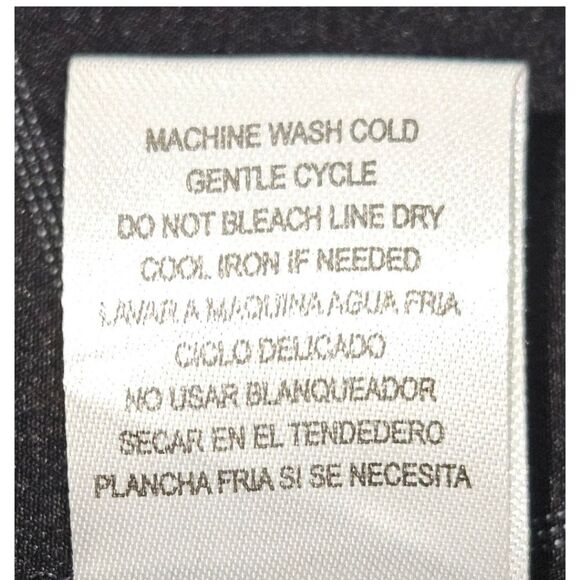 MACHINE WASH COLD
GENTLE CYCLE
DO NOT BLEACH LINE DRY
COOL IRON IF NEEDED
LAVAR A MAQUINA AGUA FRIA
CICLO DELICADO
NO USAR BLANQUEADOR
SECAR EN EL TENDEDERO
PLANCHA FRIA SI SE NECESITA